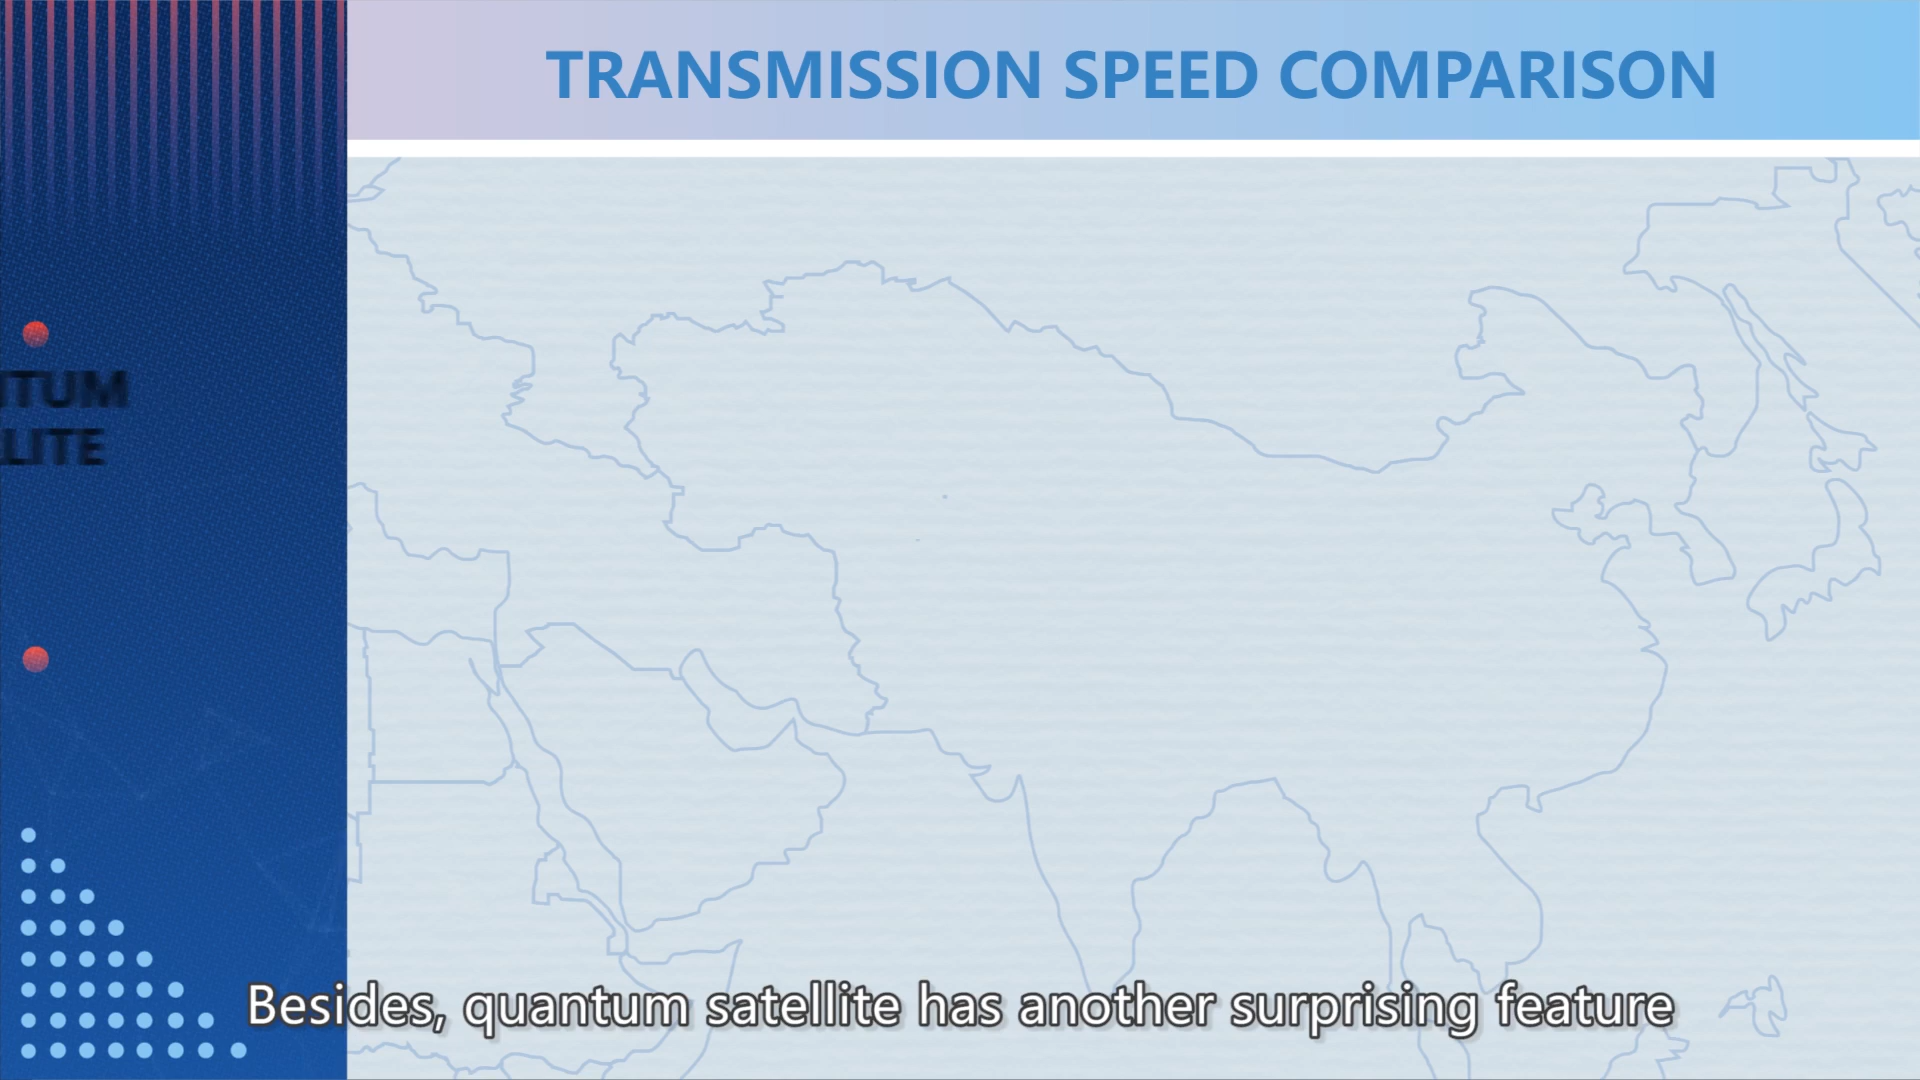 TRANSMISSION SPEED COMPARISON
Besides, quantum satellite has another surprising feature